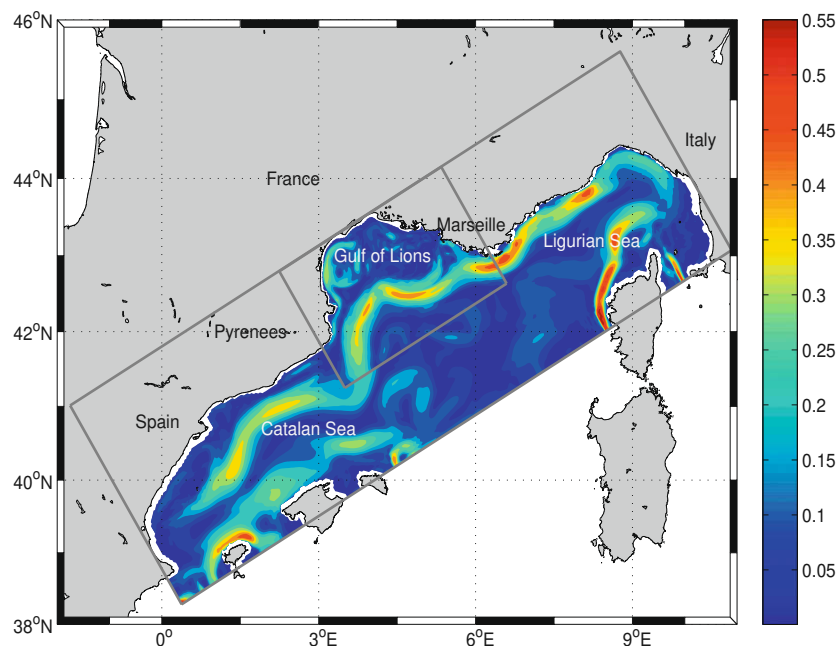 46°N
44°N
42°N
40°N
38°N
0°
3°E
6°E
9°E
Italy
France
Marseille
Ligurian Sea
Gulf of Lions
Pyrenees
Spain
Catalan Sea
0.55
0.5
0.45
0.4
0.35
0.3
0.25
0.2
0.15
0.1
0.05